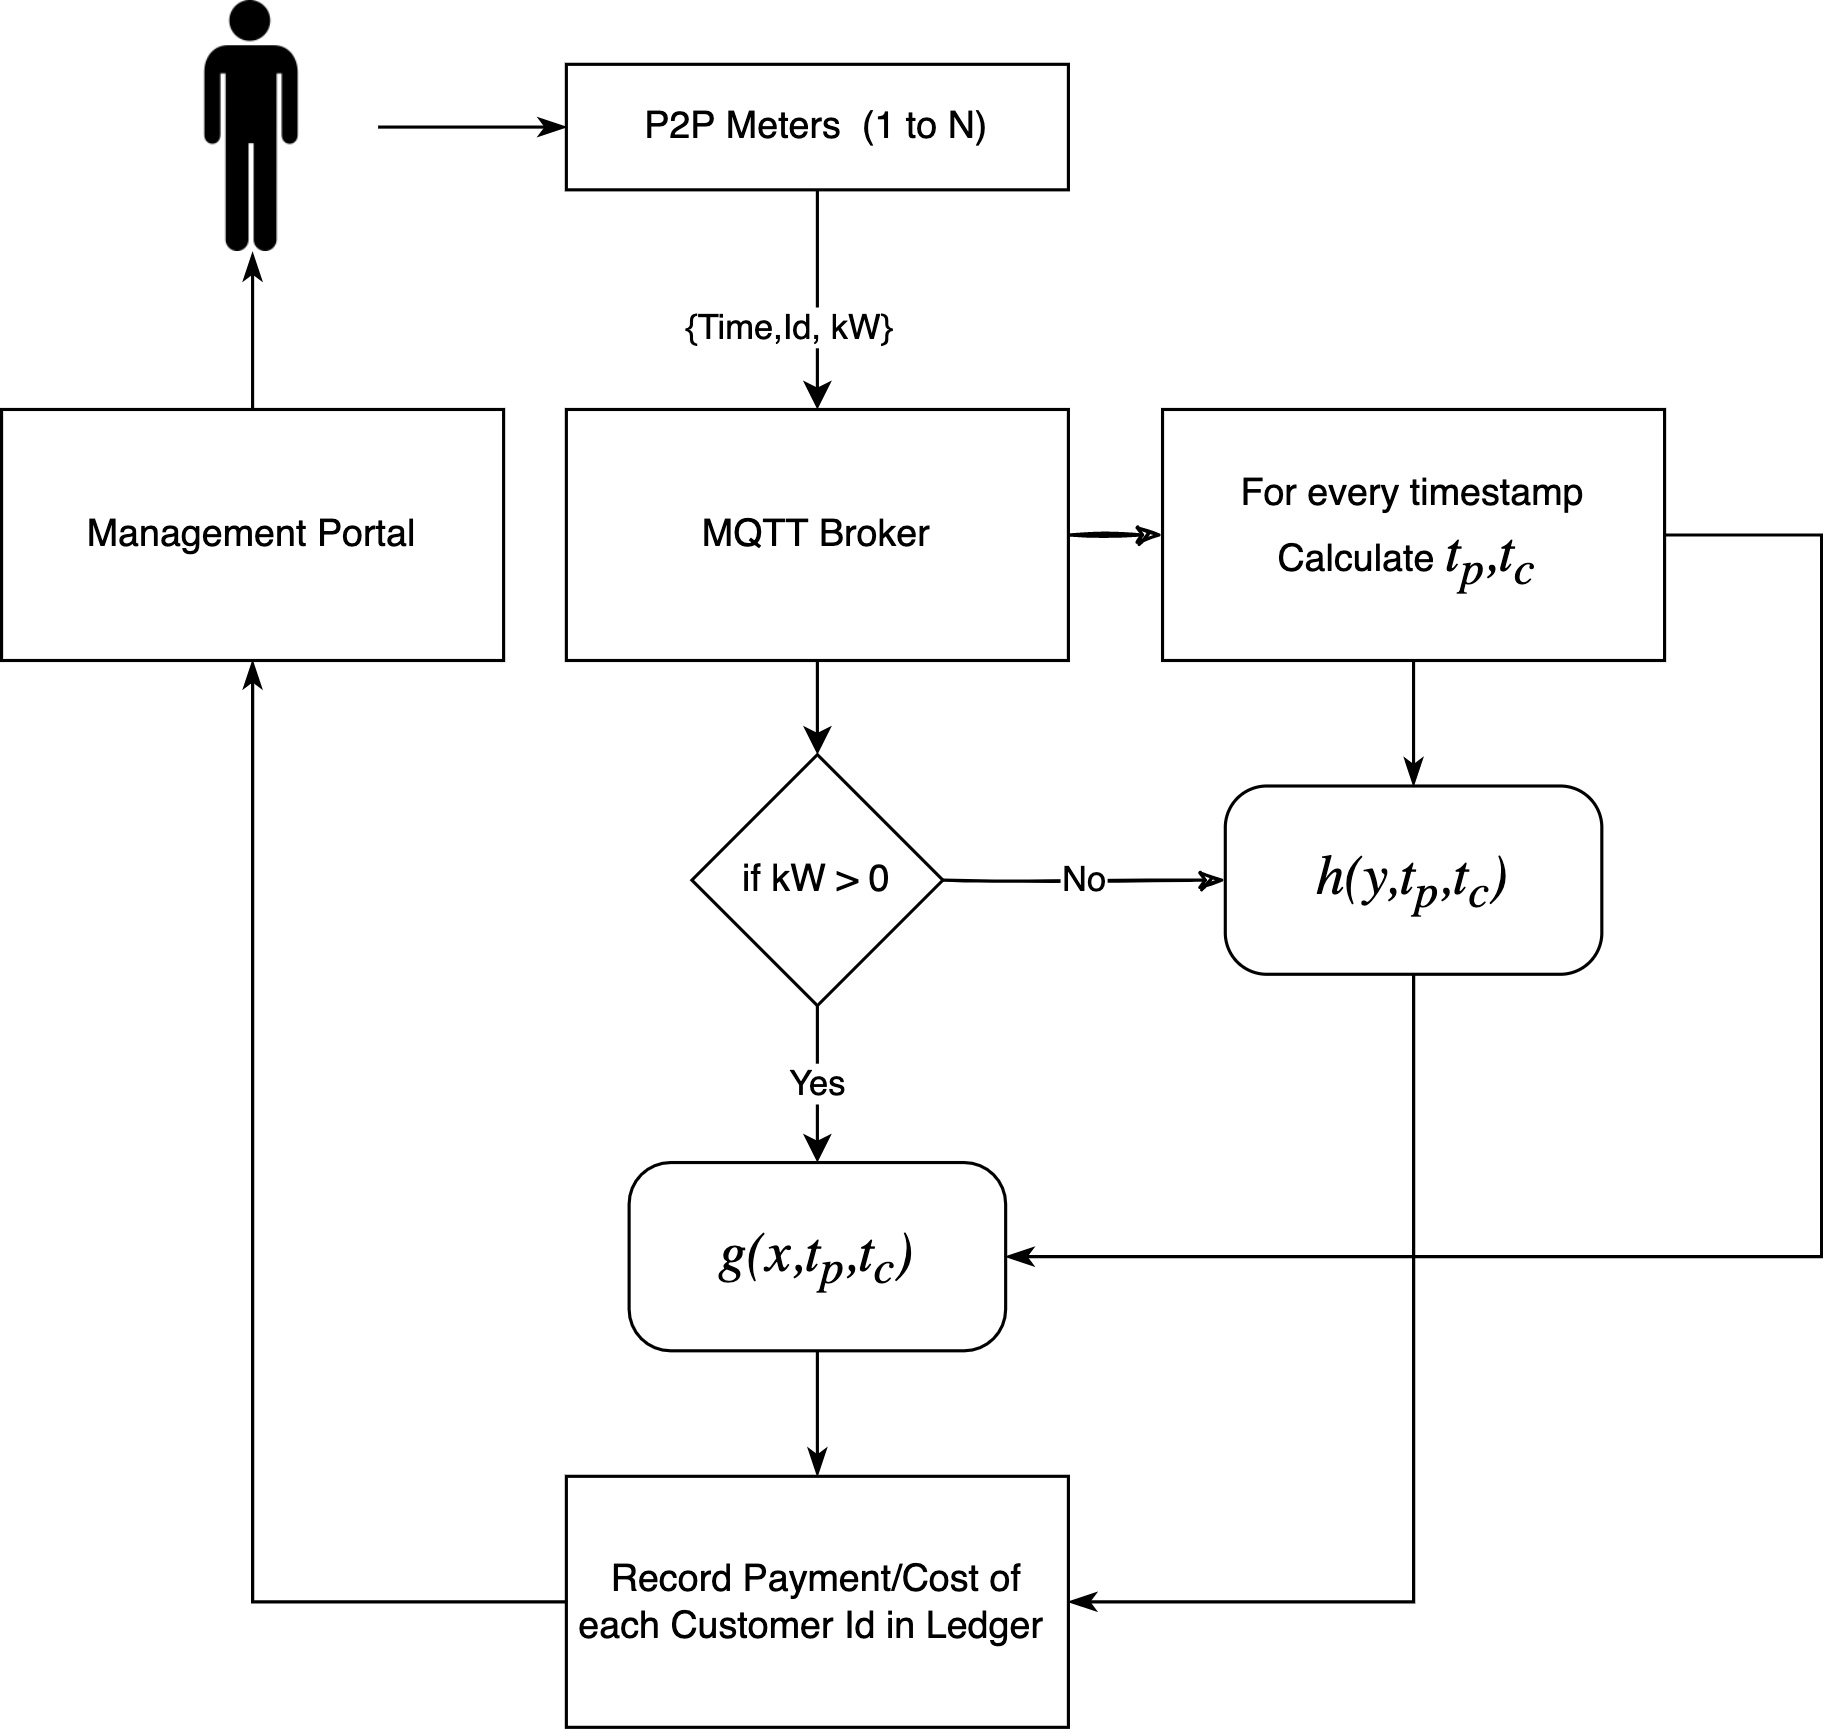 P2P Meters (1 to N)
{Time,Id, kW}
Management Portal
MQTT Broker
For every timestamp
Calculate t_p,t_c
if kW > 0
No
h(y,t_p,t_c)
Yes
g(x,t_p,t_c)
Record Payment/Cost of
each Customer Id in Ledger